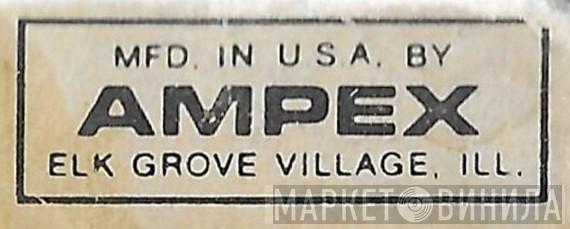 MFD. IN U.S.A. BY
AMPEX
ELK GROVE VILLAGE, ILL.
МАРКЕТ ВИНИЛА